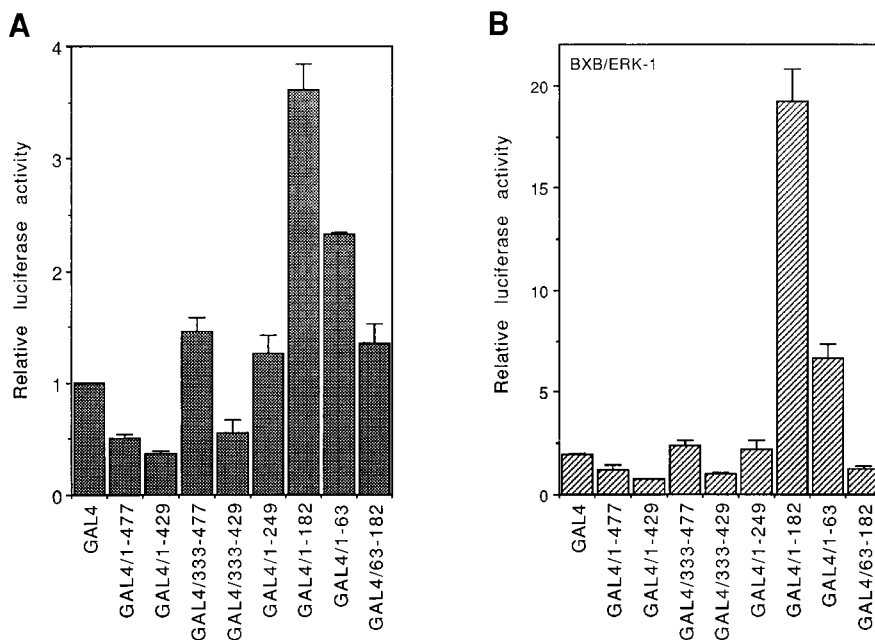 A
Relative luciferase activity
4
3
2
1
0
GAL4
GAL4/1-477
GAL4/1-429
GAL4/333-477
GAL4/333-429
GAL4/1-249
GAL4/1-182
GAL4/1-63
GAL4/63-182
B
BXB/ERK-1
Relative luciferase activity
20
15
10
5
0
GAL4
GAL4/1-477
GAL4/1-429
GAL4/333-477
GAL4/333-429
GAL4/1-249
GAL4/1-182
GAL4/1-63
GAL4/63-182